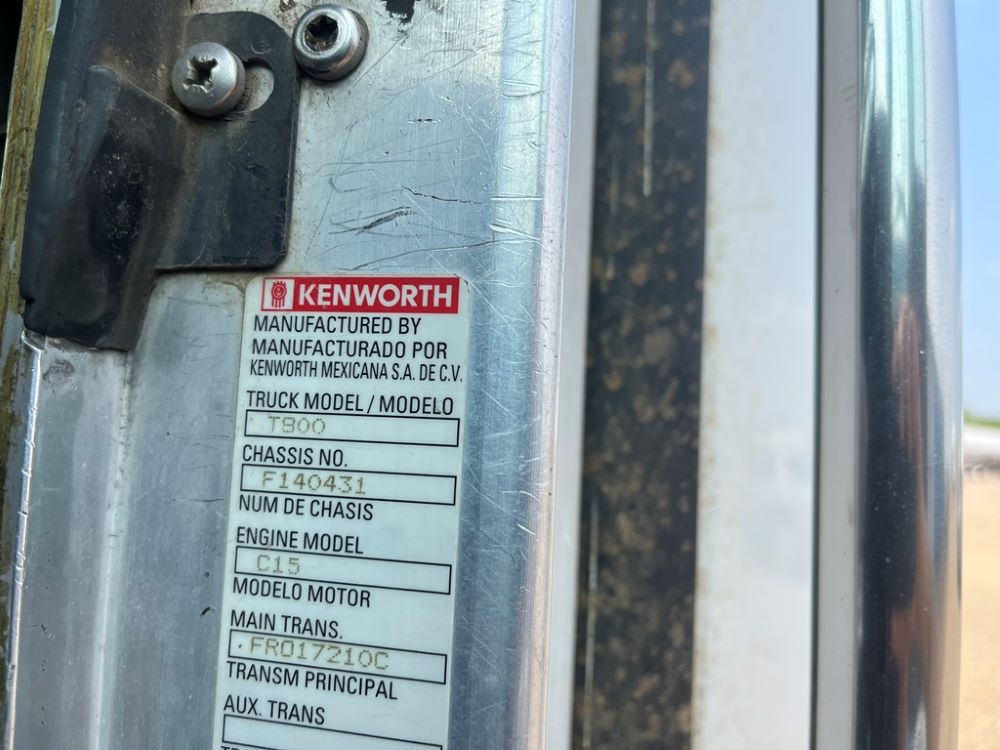 KENWORTH
MANUFACTURED BY
MANUFACTURADO POR
KENWORTH MEXICANA S.A. DE C.V.
TRUCK MODEL / MODELO
T800
CHASSIS NO.
F140431
NUM DE CHASIS
ENGINE MODEL
C15
MODELO MOTOR
MAIN TRANS.
FRO17210C
TRANSM PRINCIPAL
AUX. TRANS